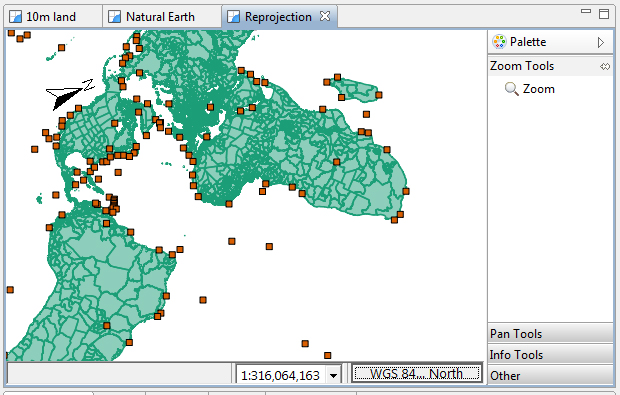 10m land
Natural Earth
Reprojection
Palette
Zoom Tools
Zoom
Z
Pan Tools
Info Tools
Other
1:316,064,163
WGS 84... North